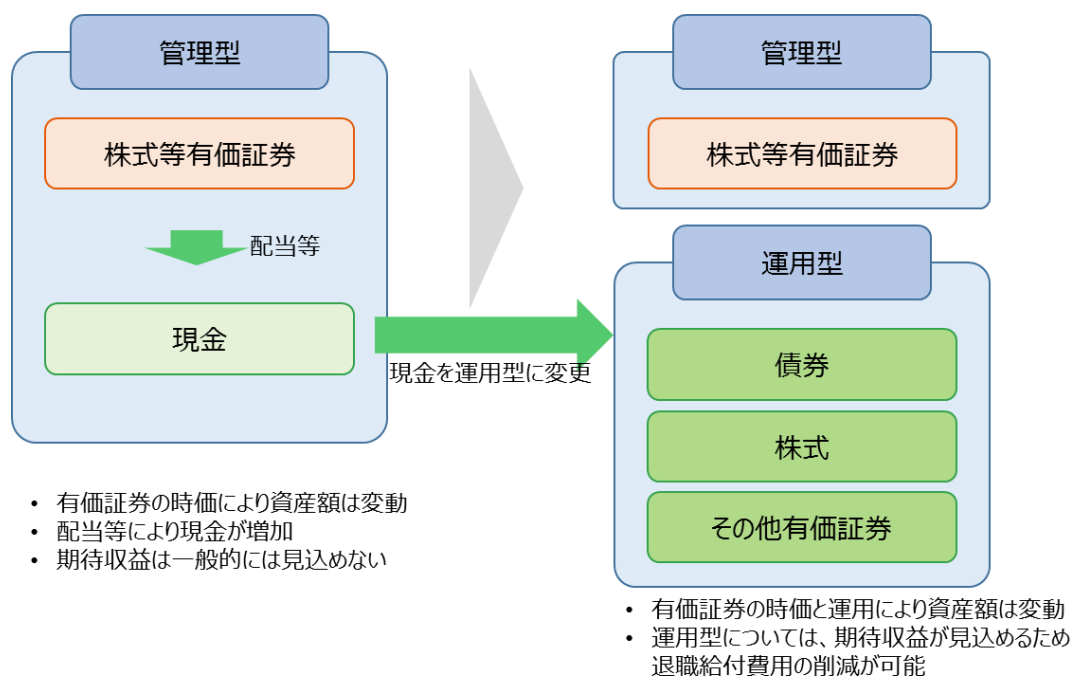 管理型
株式等有価証券
配当等
現金
現金を運用型に変更
• 有価証券の時価により資産額は変動
• 配当等により現金が増加
• 期待収益は一般的には見込めない
管理型
株式等有価証券
運用型
債券
株式
その他有価証券
• 有価証券の時価と運用により資産額は変動
• 運用型については、期待収益が見込めるため
退職給付費用の削減が可能